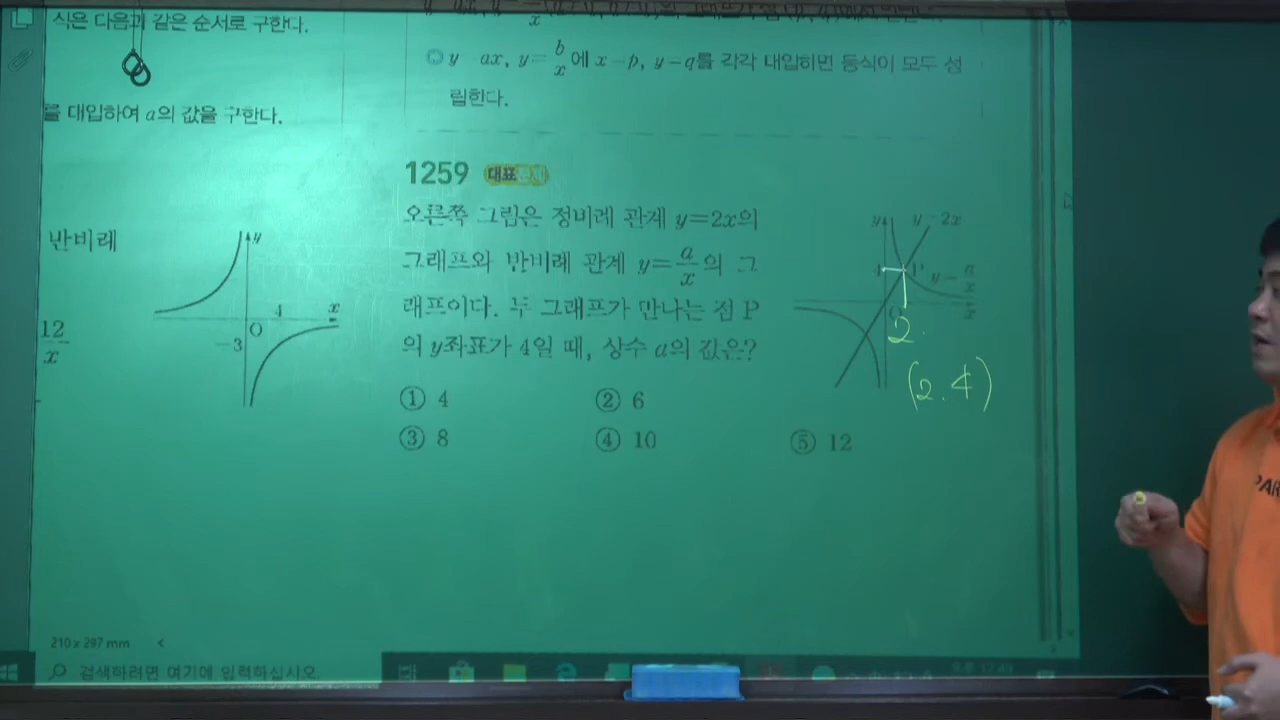 식은 다음과 같은 순서로 구한다.
를 대입하여 a의 값을 구한다.
y ax, y=b/x에 x=p, y=q를 각각 대입하면 등식이 모두 성
립한다.
반비례
12/x
y
4
x
O
-3
1259 대표
오른쪽 그림은 정비례 관계 y=2x의
그래프와 반비례 관계 y=a/x의 그
래프이다. 두 그래프가 만나는 점 P
의 y좌표가 4일 때, 상수 a의 값은?
① 4
② 6
③ 8
④ 10
⑤ 12
y
y=2x
4
P
y=a/x
O
x
2.
(2.4)
210 x 297 mm
검색하려면 여기에 입력하십시오.